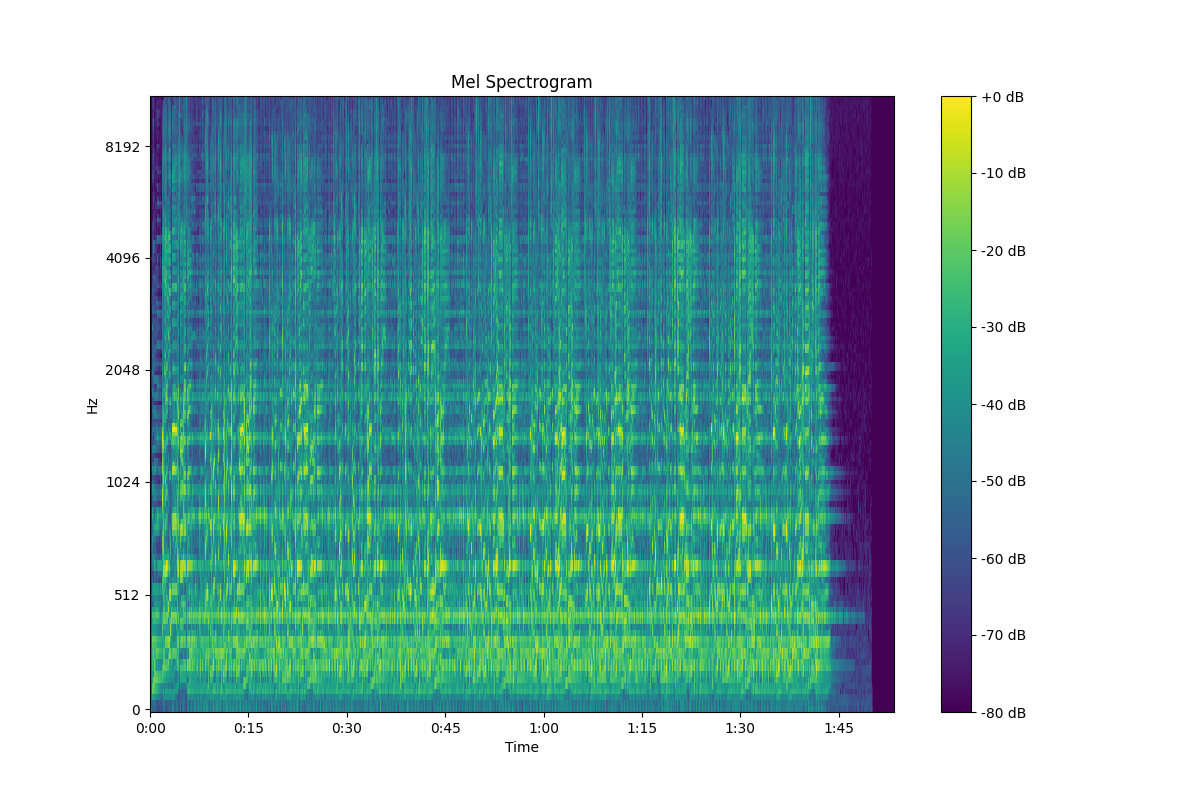 Mel Spectrogram
+0 dB
8192
-10 dB
-20 dB
4096
-30 dB
2048
-40 dB
Hz
1024
-50 dB
-60 dB
512
-70 dB
0
-80 dB
0:00 0:15 0:30 0:45 1:00 1:15 1:30 1:45
Time